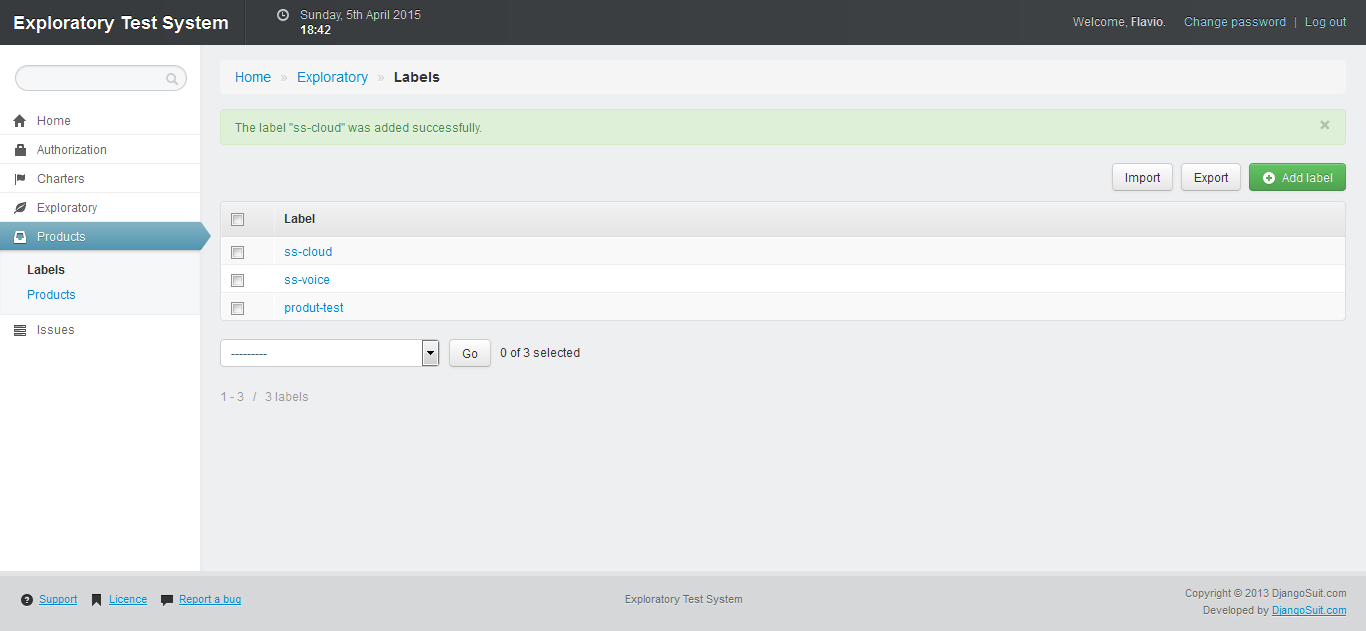 Exploratory Test System
Sunday, 5th April 2015
18:42
Welcome, Flavio. Change password | Log out
Home
Authorization
Charters
Exploratory
Products
Labels
Products
Issues
Home » Exploratory » Labels
The label "ss-cloud" was added successfully. ×
Import Export Add label
Label
ss-cloud
ss-voice
produt-test
--------- Go 0 of 3 selected
1 - 3 / 3 labels
Support Licence Report a bug
Exploratory Test System
Copyright © 2013 DjangoSuit.com
Developed by DjangoSuit.com